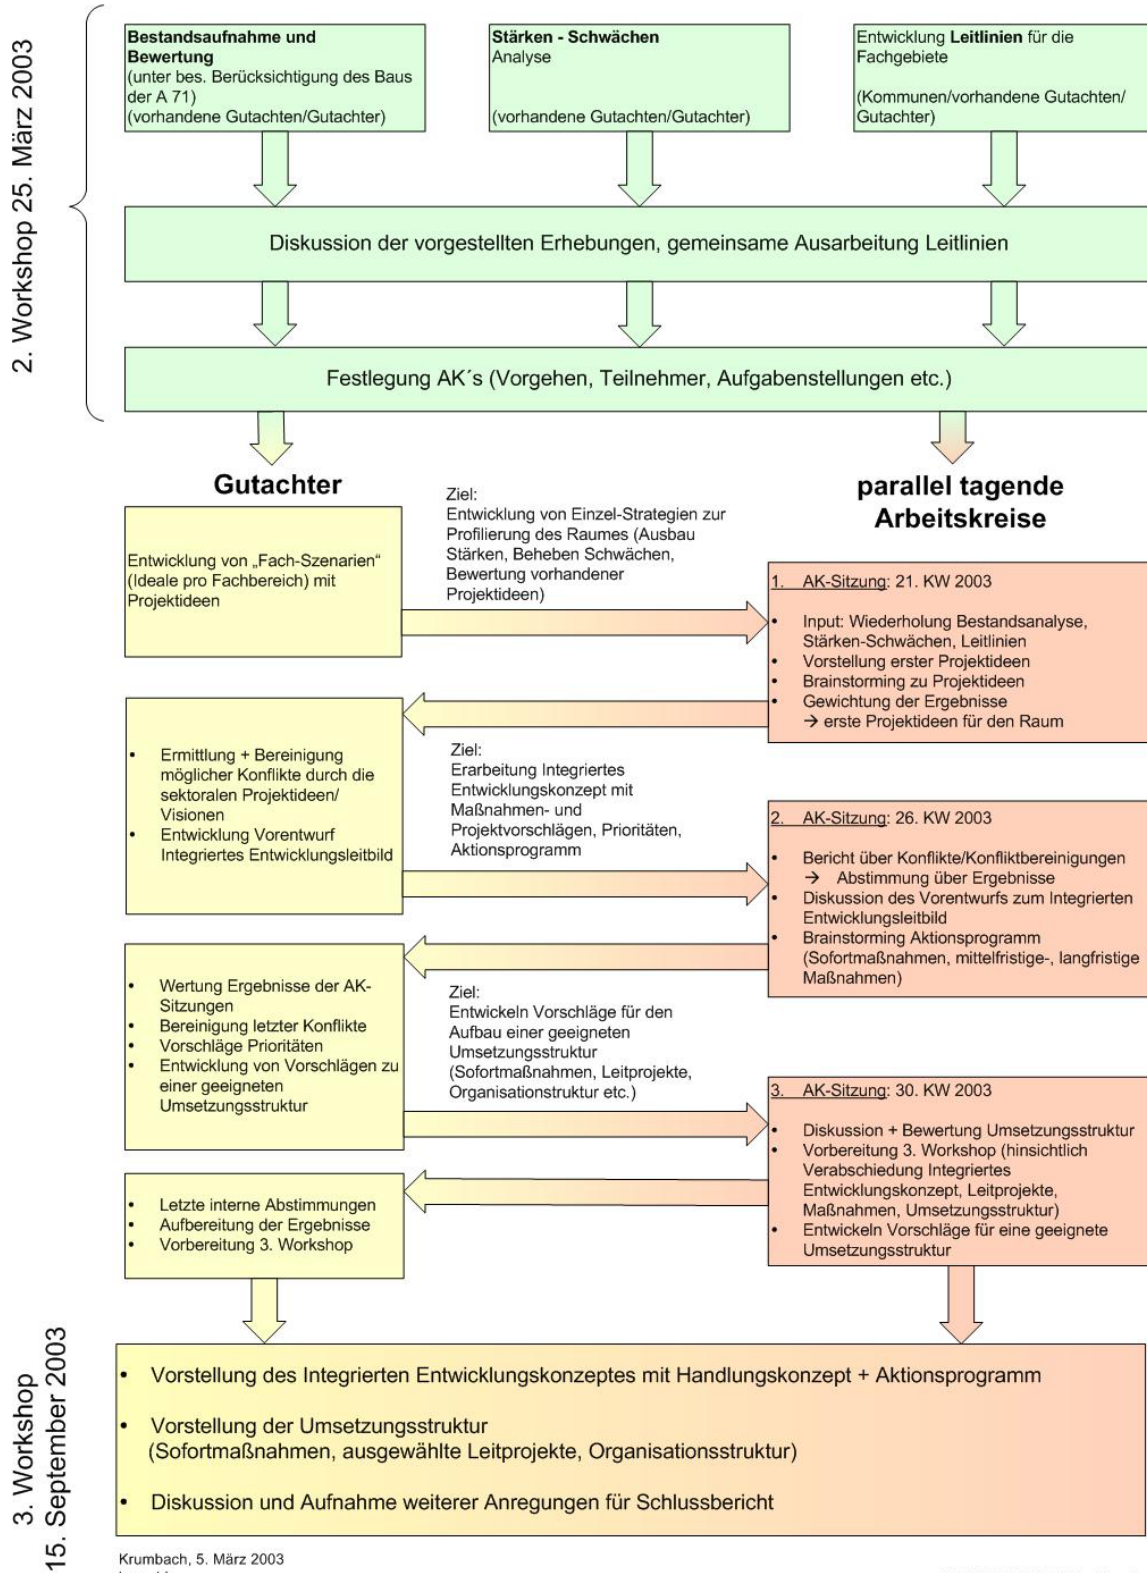 2. Workshop 25. März 2003
Bestandsaufnahme und
Bewertung
(unter bes. Berücksichtigung des Baus
der A 71)
(vorhandene Gutachten/Gutachter)
Stärken - Schwächen
Analyse
(vorhandene Gutachten/Gutachter)
Entwicklung Leitlinien für die
Fachgebiete
(Kommunen/vorhandene Gutachten/
Gutachter)
Diskussion der vorgestellten Erhebungen, gemeinsame Ausarbeitung Leitlinien
Festlegung AK´s (Vorgehen, Teilnehmer, Aufgabenstellungen etc.)
Gutachter
parallel tagende
Arbeitskreise
Entwicklung von „Fach-Szenarien“
(Ideale pro Fachbereich) mit
Projektideen
Ziel:
Entwicklung von Einzel-Strategien zur
Profilierung des Raumes (Ausbau
Stärken, Beheben Schwächen,
Bewertung vorhandener
Projektideen)
1. AK-Sitzung: 21. KW 2003
• Input: Wiederholung Bestandsanalyse,
Stärken-Schwächen, Leitlinien
• Vorstellung erster Projektideen
• Brainstorming zu Projektideen
• Gewichtung der Ergebnisse
→ erste Projektideen für den Raum
• Ermittlung + Bereinigung
möglicher Konflikte durch die
sektoralen Projektideen/
Visionen
• Entwicklung Vorentwurf
Integriertes Entwicklungsleitbild
Ziel:
Erarbeitung Integriertes
Entwicklungskonzept mit
Maßnahmen- und
Projektvorschlägen, Prioritäten,
Aktionsprogramm
2. AK-Sitzung: 26. KW 2003
• Bericht über Konflikte/Konfliktbereinigungen
→ Abstimmung über Ergebnisse
• Diskussion des Vorentwurfs zum Integrierten
Entwicklungsleitbild
• Brainstorming Aktionsprogramm
(Sofortmaßnahmen, mittelfristige-, langfristige
Maßnahmen)
• Wertung Ergebnisse der AK-
Sitzungen
• Bereinigung letzter Konflikte
• Vorschläge Prioritäten
• Entwicklung von Vorschlägen zu
einer geeigneten
Umsetzungsstruktur
Ziel:
Entwickeln Vorschläge für den
Aufbau einer geeigneten
Umsetzungsstruktur
(Sofortmaßnahmen, Leitprojekte,
Organisationstruktur etc.)
3. AK-Sitzung: 30. KW 2003
• Diskussion + Bewertung Umsetzungsstruktur
• Vorbereitung 3. Workshop (hinsichtlich
Verabschiedung Integriertes
Entwicklungskonzept, Leitprojekte,
Maßnahmen, Umsetzungsstruktur)
• Entwickeln Vorschläge für eine geeignete
Umsetzungsstruktur
• Letzte interne Abstimmungen
• Aufbereitung der Ergebnisse
• Vorbereitung 3. Workshop
3. Workshop
15. September 2003
• Vorstellung des Integrierten Entwicklungskonzeptes mit Handlungskonzept + Aktionsprogramm
• Vorstellung der Umsetzungsstruktur
(Sofortmaßnahmen, ausgewählte Leitprojekte, Organisationsstruktur)
• Diskussion und Aufnahme weiterer Anregungen für Schlussbericht
Krumbach, 5. März 2003